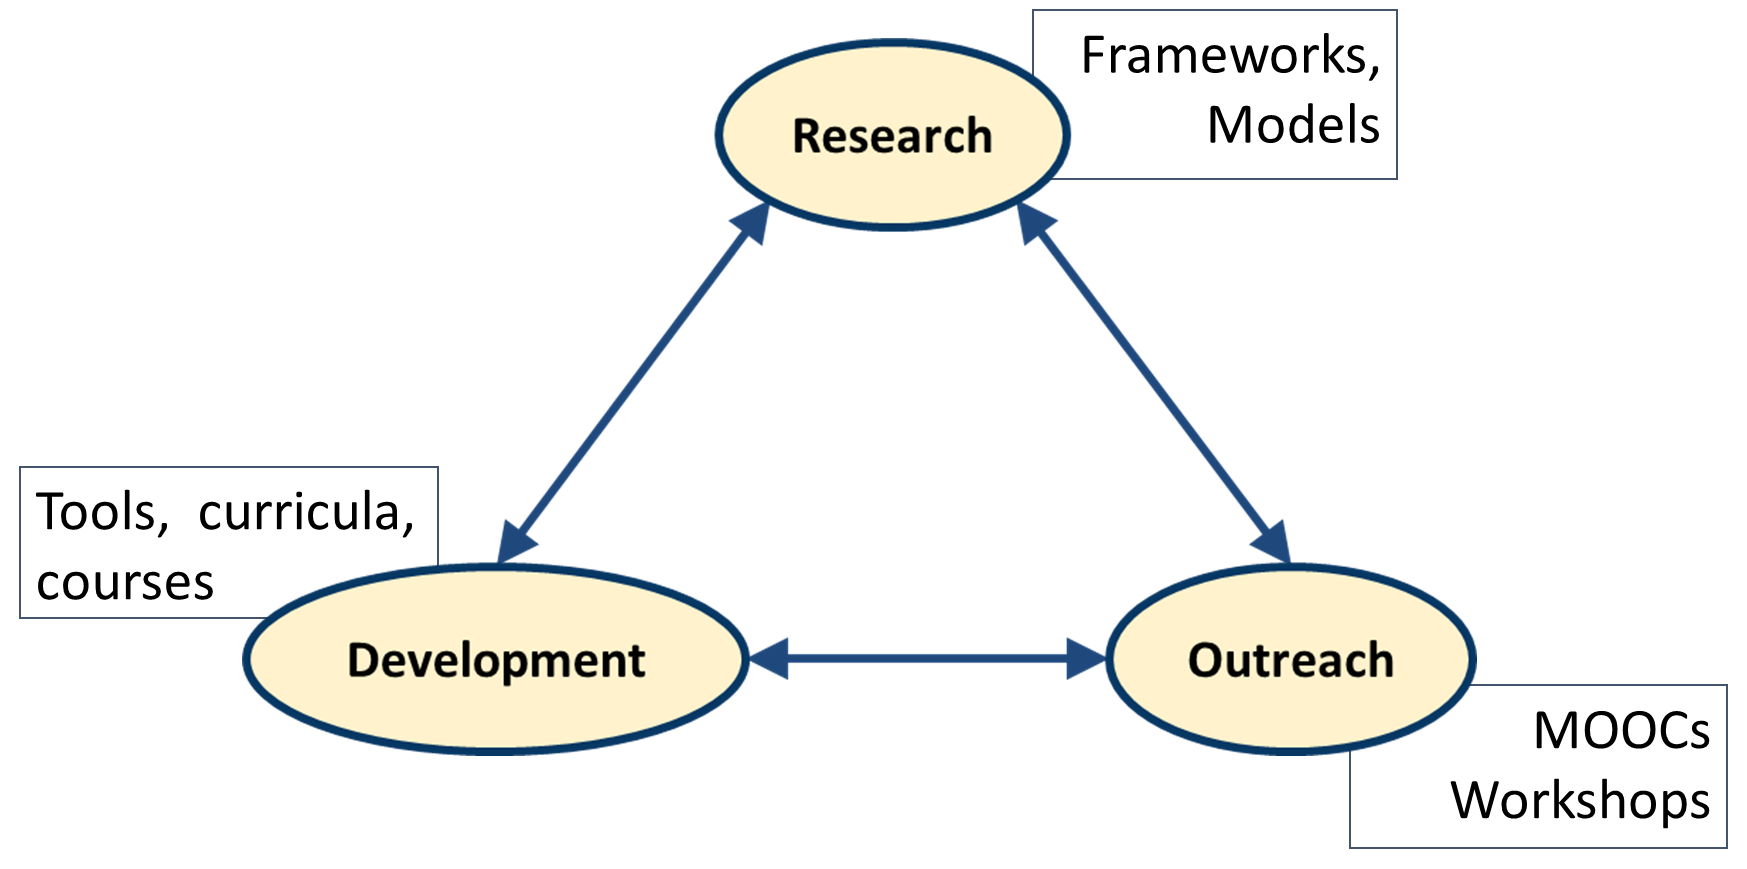 Frameworks,
Models
Research
Tools, curricula,
courses
Development
Outreach
MOOCs
Workshops